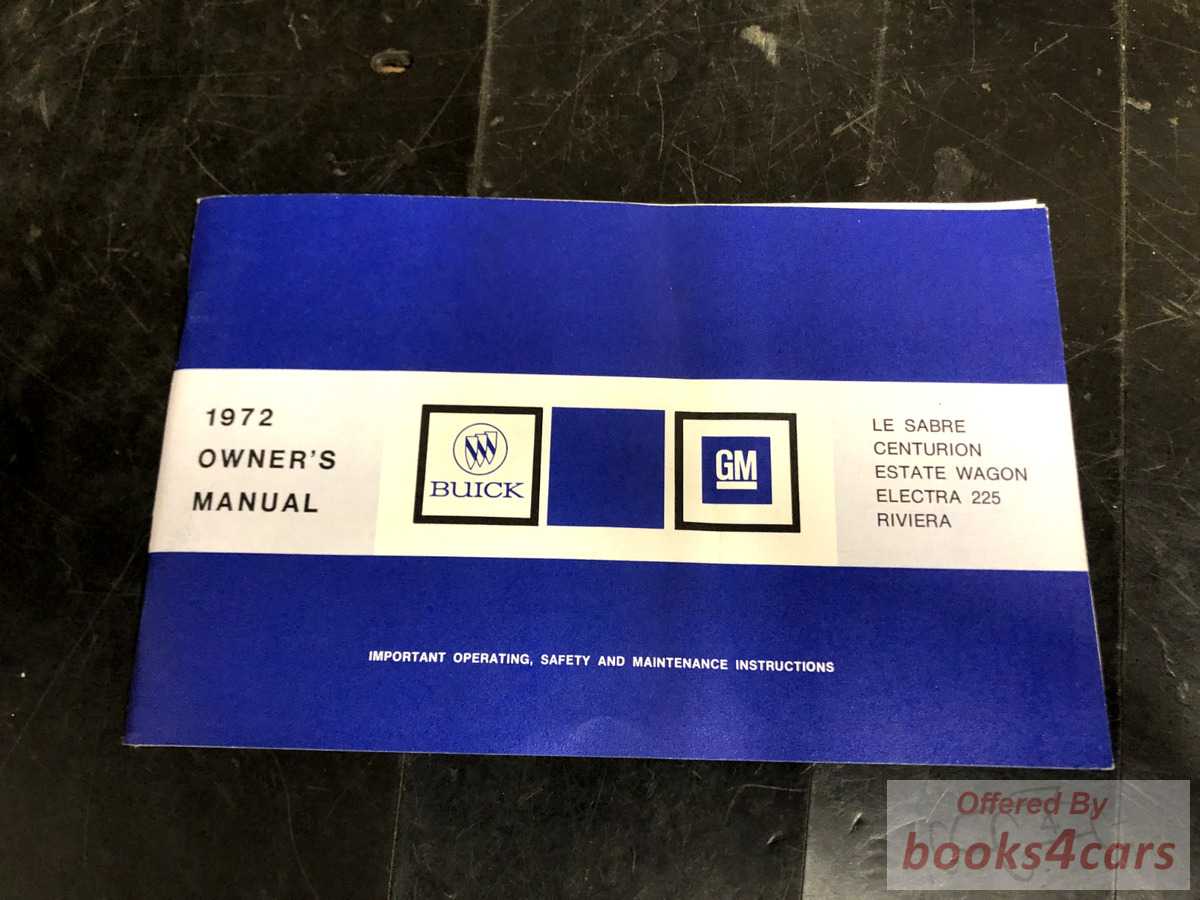 1972
OWNER'S
MANUAL
BUICK
GM
LE SABRE
CENTURION
ESTATE WAGON
ELECTRA 225
RIVIERA
IMPORTANT OPERATING, SAFETY AND MAINTENANCE INSTRUCTIONS
Offered By
books4cars